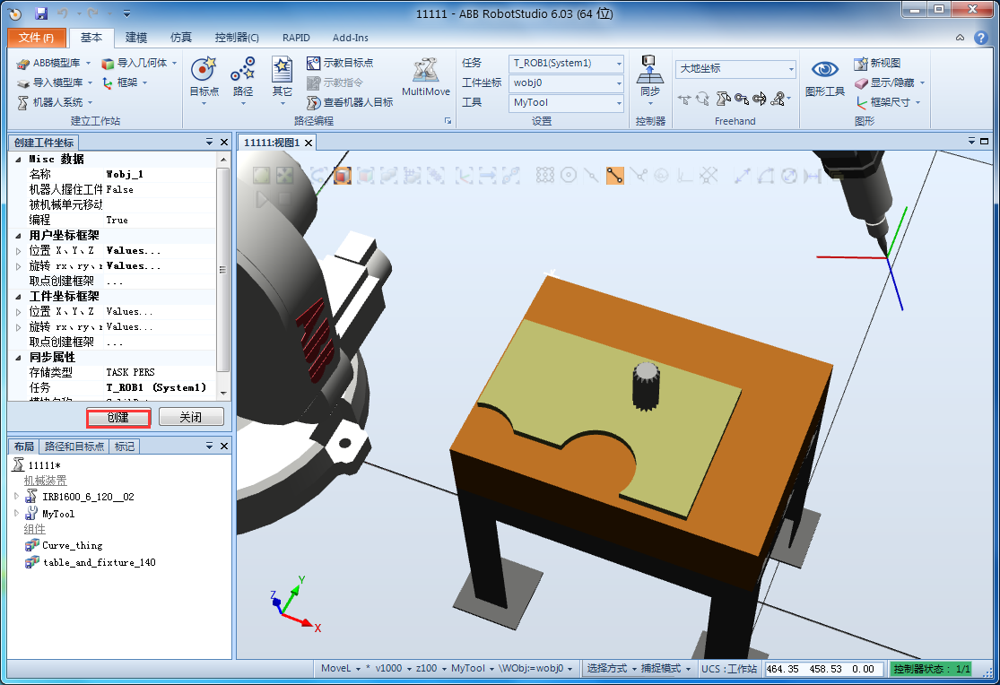 11111 - ABB RobotStudio 6.03 (64 位)
文件(F) 基本 建模 仿真 控制器(C) RAPID Add-Ins
ABB模型库 导入几何体
导入模型库 框架
机器人系统
建立工作站
目标点 路径 其它
示教目标点
示教指令
查看机器人目标
MultiMove
路径编程
任务 T_ROB1(System1)
工件坐标 wobj0
工具 MyTool
设置
同步
控制器
大地坐标
Freehand
图形工具
新视图
显示/隐藏
框架尺寸
图形
创建工件坐标
Misc 数据
名称 Wobj_1
机器人握住工件 False
被机械单元移动
编程 True
用户坐标框架
位置 X、Y、Z Values...
旋转 rx、ry、r Values...
取点创建框架 ...
工件坐标框架
位置 X、Y、Z Values...
旋转 rx、ry、r Values...
取点创建框架 ...
同步属性
存储类型 TASK PERS
任务 T_ROB1 (System1)
创建 关闭
布局 路径和目标点 标记
11111*
机械装置
IRB1600_6_120__02
MyTool
组件
Curve_thing
table_and_fixture_140
11111:视图1
Z Y X
MoveL * v1000 z100 MyTool \WObj:=wobj0 选择方式 捕捉模式 UCS : 工作站 464.35 458.53 0.00 控制器状态： 1/1